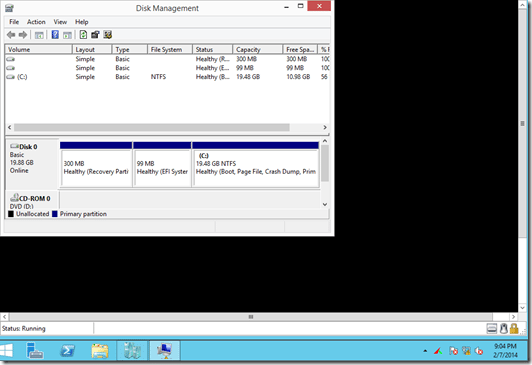 Disk Management
File Action View Help
Volume Layout Type File System Status Capacity Free Spa... % F
Simple Basic Healthy (R... 300 MB 300 MB 100
Simple Basic Healthy (E... 99 MB 99 MB 100
(C:) Simple Basic NTFS Healthy (B... 19.48 GB 10.98 GB 56
Disk 0
Basic
19.88 GB
Online
300 MB
Healthy (Recovery Parti
99 MB
Healthy (EFI Syster
(C:)
19.48 GB NTFS
Healthy (Boot, Page File, Crash Dump, Prim
CD-ROM 0
DVD (D:)
Unallocated Primary partition
Status: Running
9:04 PM
2/7/2014